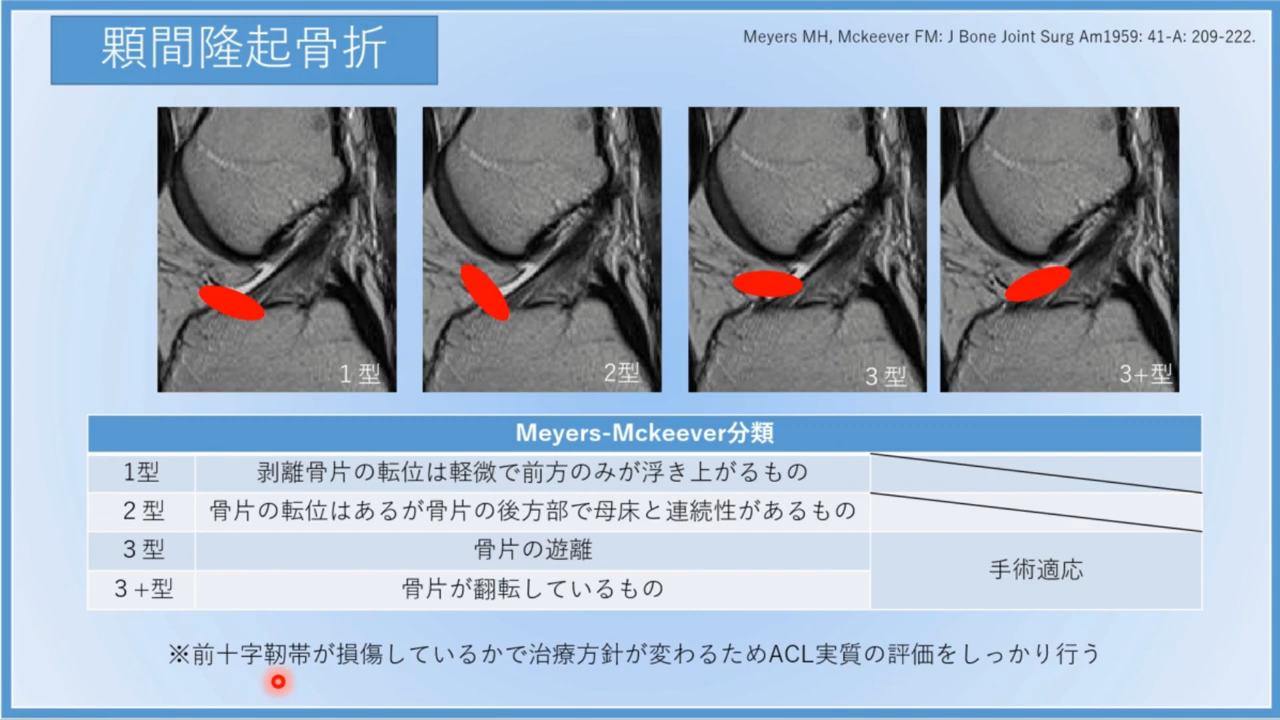 顆間隆起骨折
Meyers MH, Mckeever FM: J Bone Joint Surg Am1959: 41-A: 209-222.
1型
2型
3型
3+型
Meyers-Mckeever分類
1型 剥離骨片の転位は軽微で前方のみが浮き上がるもの
2型 骨片の転位はあるが骨片の後方部で母床と連続性があるもの
3型 骨片の遊離
手術適応
3+型 骨片が翻転しているもの
※前十字靭帯が損傷しているかで治療方針が変わるためACL実質の評価をしっかり行う